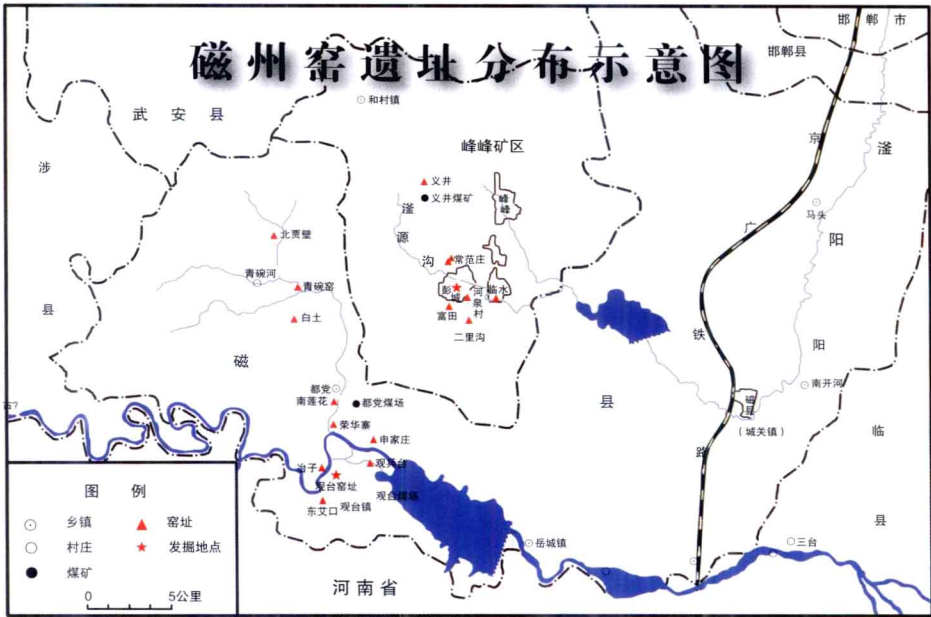 磁州窑遗址分布示意图
邯郸市
邯郸县
武安县
和村镇
涉
县
峰峰矿区
义井
义井煤矿
峰峰
滏
源
沟
京
广
铁
路
滏
阳
马头
北贾壁
常范庄
青碗河
青碗窑
彭城
河泉村
临水
白土
富田
二里沟
磁
县
阳
南开河
都党
都党煤场
南莲花
磁县
(城关镇)
临
县
荣华寨
申家庄
冶子
观兵台
观台窑址
观台煤场
东艾口
观台镇
岳城镇
三台
河南省
图 例
乡镇
窑址
村庄
发掘地点
煤矿
0
5公里